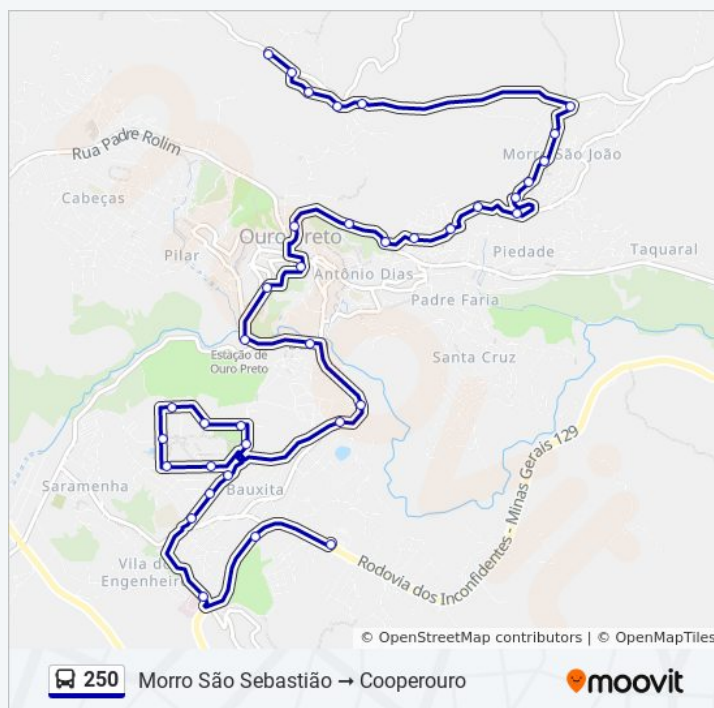 Rua Padre Rolim
Morro São João
Cabeças
Ouro Preto
Pilar
Piedade
Taquaral
Antônio Dias
Padre Faria
Estação de
Ouro Preto
Santa Cruz
Rodovia dos Inconfidentes - Minas Gerais 129
Saramenha
Bauxita
Vila do
Engenheiro
© OpenStreetMap contributors | © OpenMapTiles
250 Morro São Sebastião → Cooperouro
moovit